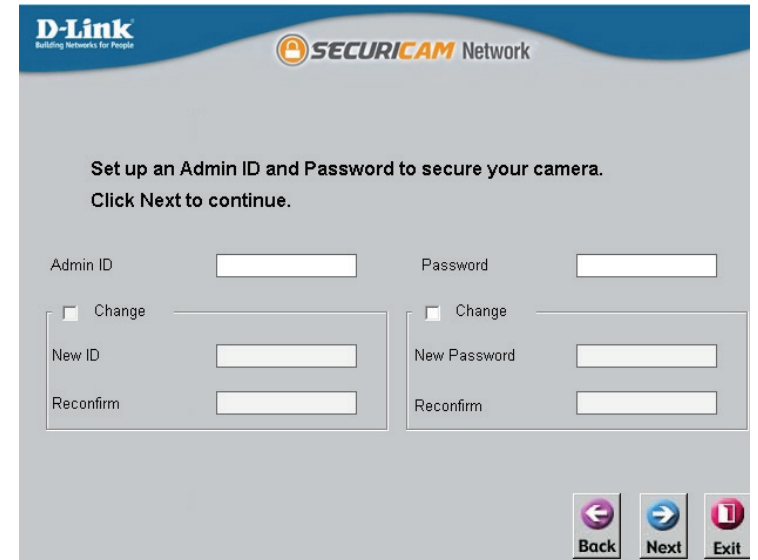 D-Link
Building Networks for People
SECURICAM Network
Set up an Admin ID and Password to secure your camera.
Click Next to continue.
Admin ID
Password
Change
Change
New ID
New Password
Reconfirm
Reconfirm
Back
Next
Exit